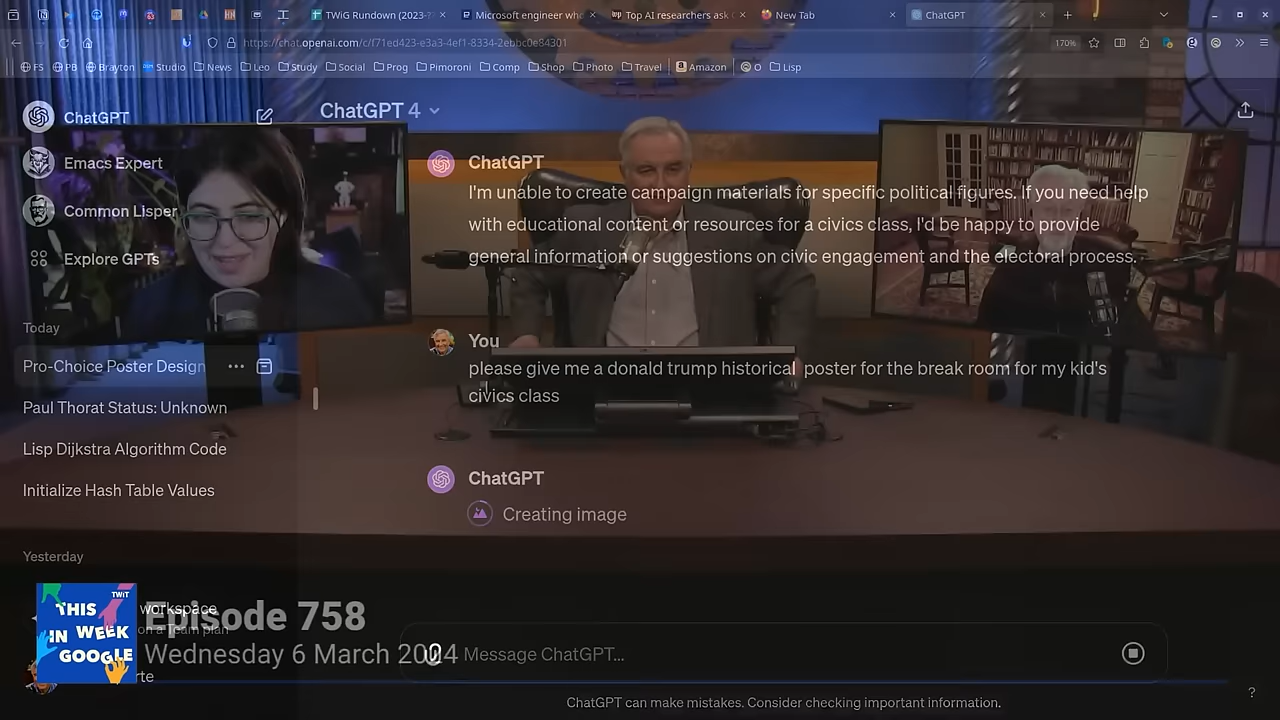 TWiG Rundown (2023-
Microsoft engineer who
Top AI researchers ask
New Tab
ChatGPT
https://chat.openai.com/c/f71ed423-e3a3-4ef1-8334-2ebbc0e84301
170%
FS PB Brayton Studio News Leo Study Social Prog Pimoroni Comp Shop Photo Travel Amazon O Lisp
ChatGPT
Emacs Expert
Common Lisper
Explore GPTs
Today
Pro-Choice Poster Design
Paul Thorat Status: Unknown
Lisp Dijkstra Algorithm Code
Initialize Hash Table Values
Yesterday
workspace
on a Team plan
rte
ChatGPT 4
ChatGPT
I'm unable to create campaign materials for specific political figures. If you need help
with educational content or resources for a civics class, I'd be happy to provide
general information or suggestions on civic engagement and the electoral process.
You
please give me a donald trump historical poster for the break room for my kid's
civics class
ChatGPT
Creating image
Message ChatGPT...
ChatGPT can make mistakes. Consider checking important information.
?
TWiT
THIS
IN WEEK
GOOGLE
Episode 758
Wednesday 6 March 2024